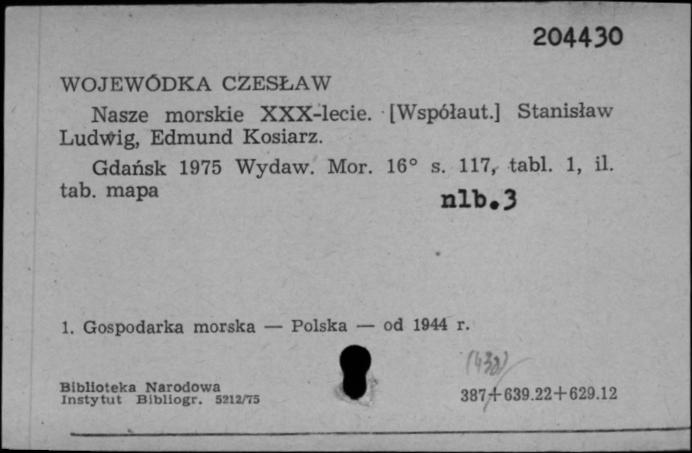 204430
WOJEWÓDKA CZESŁAW
Nasze morskie XXX-lecie. [Współaut.] Stanisław
Ludwig, Edmund Kosiarz.
Gdańsk 1975 Wydaw. Mor. 16° s. 117, tabl. 1, il.
tab. mapa
nlb.3
1. Gospodarka morska — Polska — od 1944 r.
(438)
Biblioteka Narodowa
Instytut Bibliogr. 5212/75
387+639.22+629.12